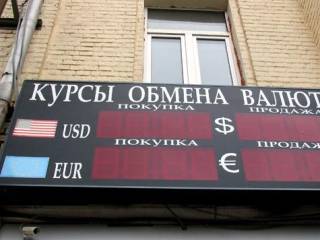 КУРСЫ ОБМЕНА ВАЛЮТ
ПОКУПКА ПРОДАЖА
USD $
ПОКУПКА ПРОДАЖ
EUR €